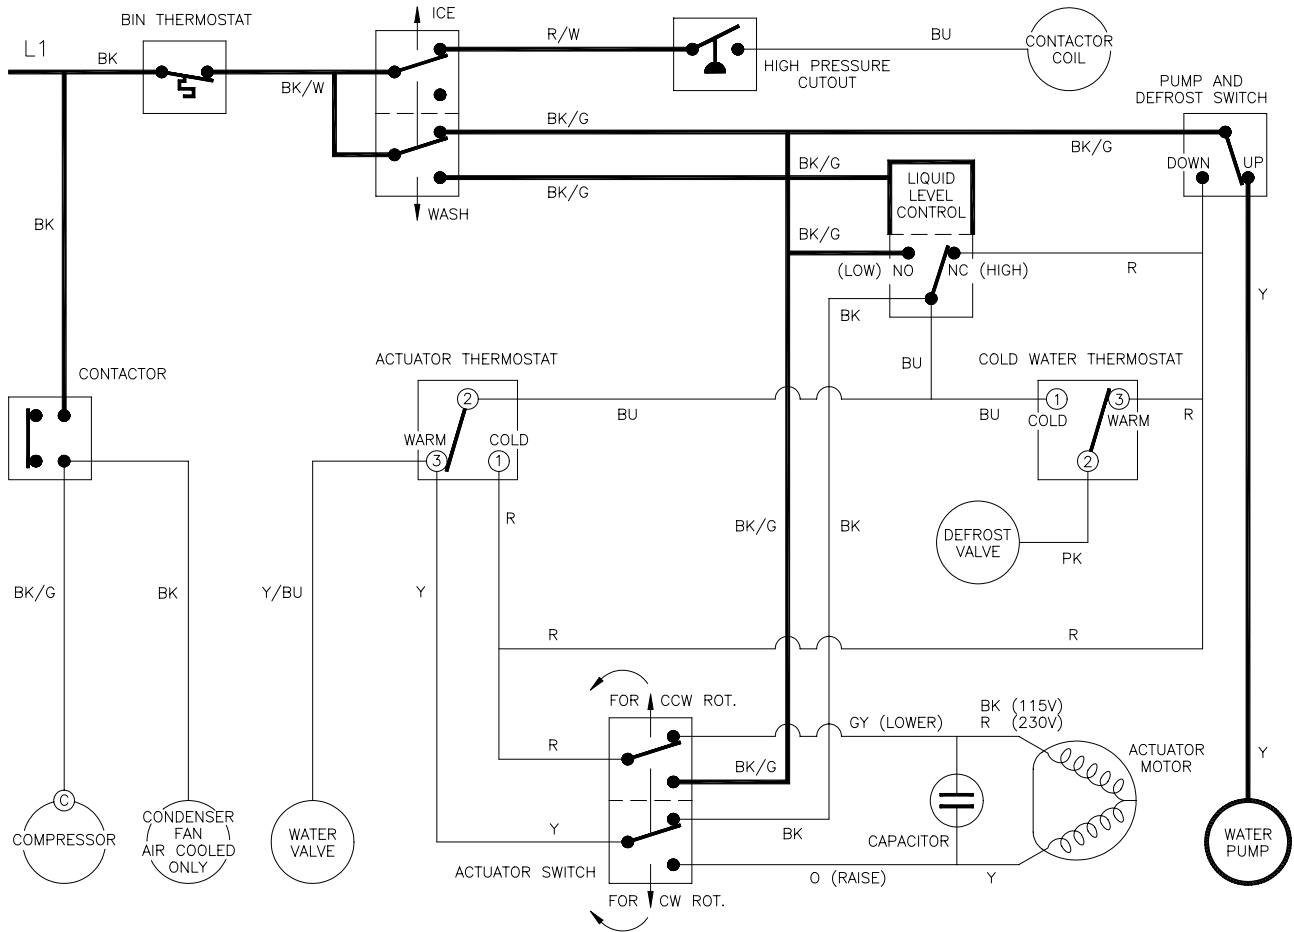 BIN THERMOSTAT
ICE
L1
BK
R/W
BU
CONTACTOR
COIL
HIGH PRESSURE
CUTOUT
PUMP AND
DEFROST SWITCH
BK/W
BK/G
BK/G
DOWN
UP
BK/G
BK/G
LIQUID
LEVEL
CONTROL
WASH
BK
BK/G
(LOW) NO
NC (HIGH)
R
Y
BK
ACTUATOR THERMOSTAT
BU
COLD WATER THERMOSTAT
CONTACTOR
2
BU
BU
1
3
R
COLD
WARM
WARM
COLD
3
1
2
R
BK/G
BK
DEFROST
VALVE
PK
BK/G
BK
Y/BU
Y
R
R
FOR CCW ROT.
GY (LOWER)
BK (115V)
R (230V)
R
BK/G
ACTUATOR
MOTOR
Y
C
COMPRESSOR
CONDENSER
FAN
AIR COOLED
ONLY
WATER
VALVE
Y
BK
CAPACITOR
WATER
PUMP
ACTUATOR SWITCH
O (RAISE)
Y
FOR CW ROT.